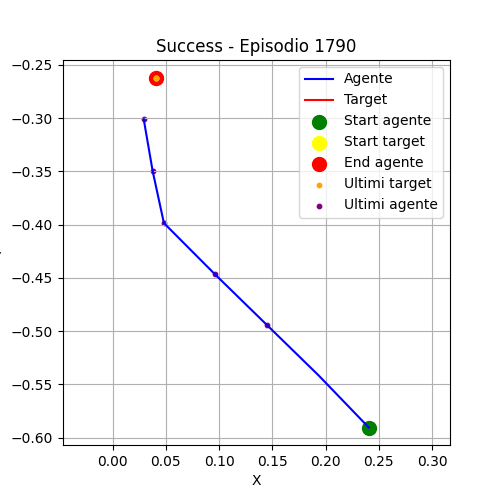 Success - Episodio 1790
−0.25
−0.30
−0.35
−0.40
−0.45
−0.50
−0.55
−0.60
Agente
Target
Start agente
Start target
End agente
Ultimi target
Ultimi agente
0.00 0.05 0.10 0.15 0.20 0.25 0.30
X